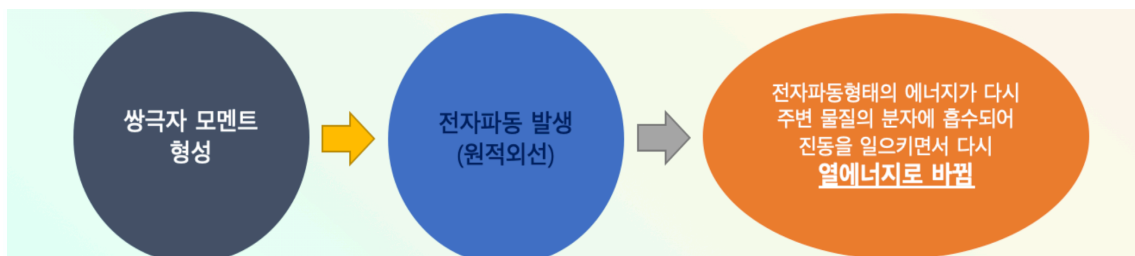 쌍극자 모멘트
형성
전자파동 발생
(원적외선)
전자파동형태의 에너지가 다시
주변 물질의 분자에 흡수되어
진동을 일으키면서 다시
열에너지로 바뀜